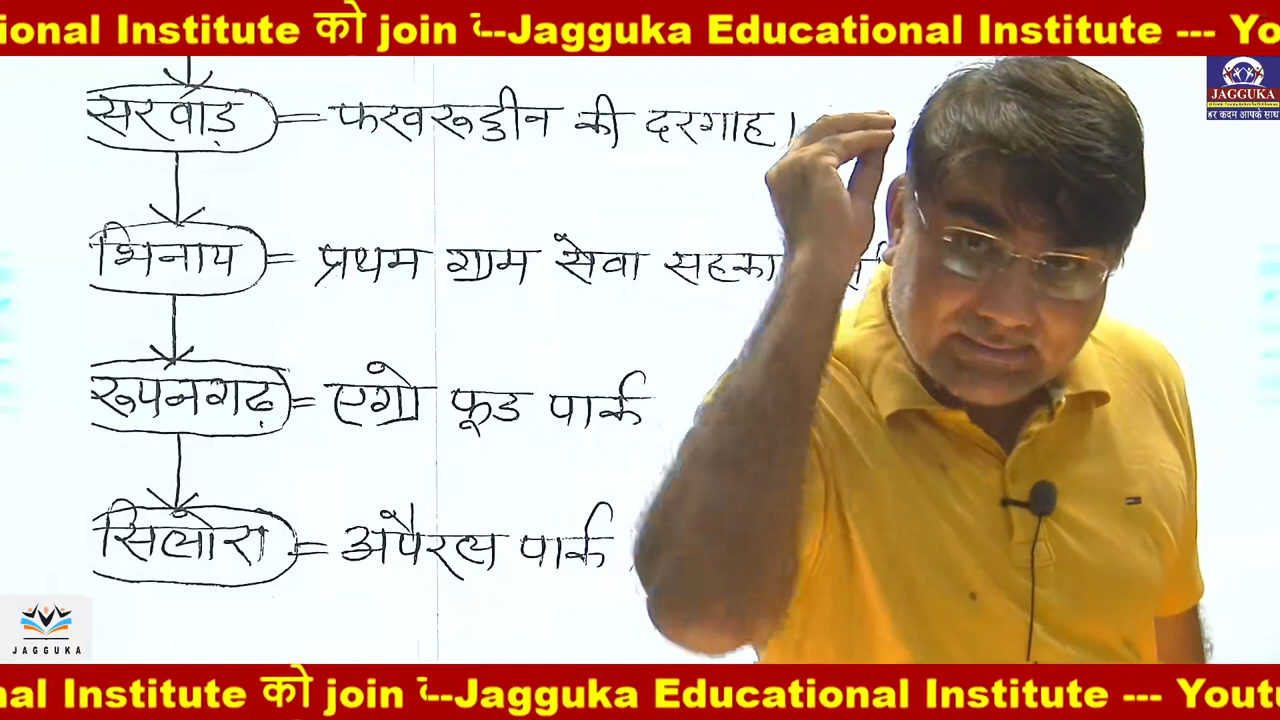 ional Institute को join --Jagguka Educational Institute --- Yo
JAGGUKA
हर कदम आपके साथ
सरवाड़ = फखरूद्दीन की दरगाह।
भिनाय = प्रथम ग्राम सेवा सहका
रूपनगढ़ = एग्रो फूड पार्क
सिलोरा = अपैरल पार्क
JAGGUKA
nal Institute को join --Jagguka Educational Institute --- Yout